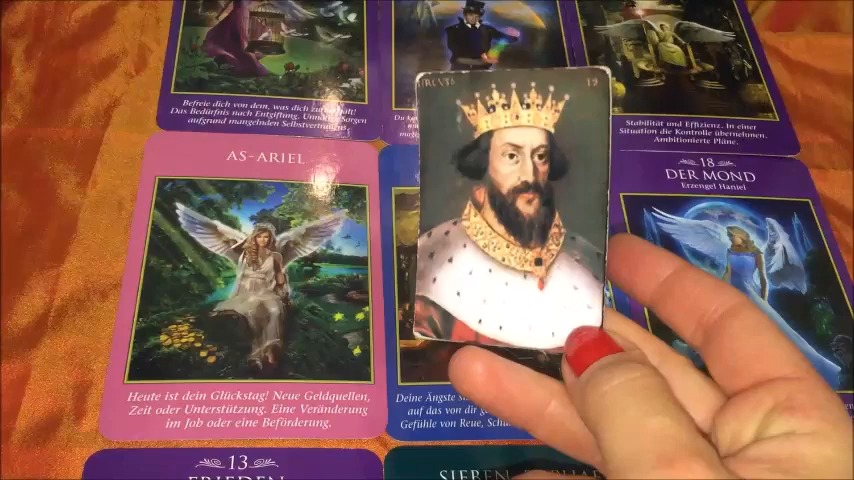 Befreie dich von dem, was dich zurückhält!
Das Bedürfnis nach Entgiftung. Unnötige Sorgen
aufgrund mangelnden Selbstvertrauens.
Stabilität und Effizienz. In einer
Situation die Kontrolle übernehmen.
Ambitionierte Pläne.
AS-ARIEL
Heute ist dein Glückstag! Neue Geldquellen,
Zeit oder Unterstützung. Eine Veränderung
im Job oder eine Beförderung.
Deine Ängste
auf das von dir
Gefühle von Reue,
18
DER MOND
Erzengel Haniel
13
FRIEDEN
SIEBEN